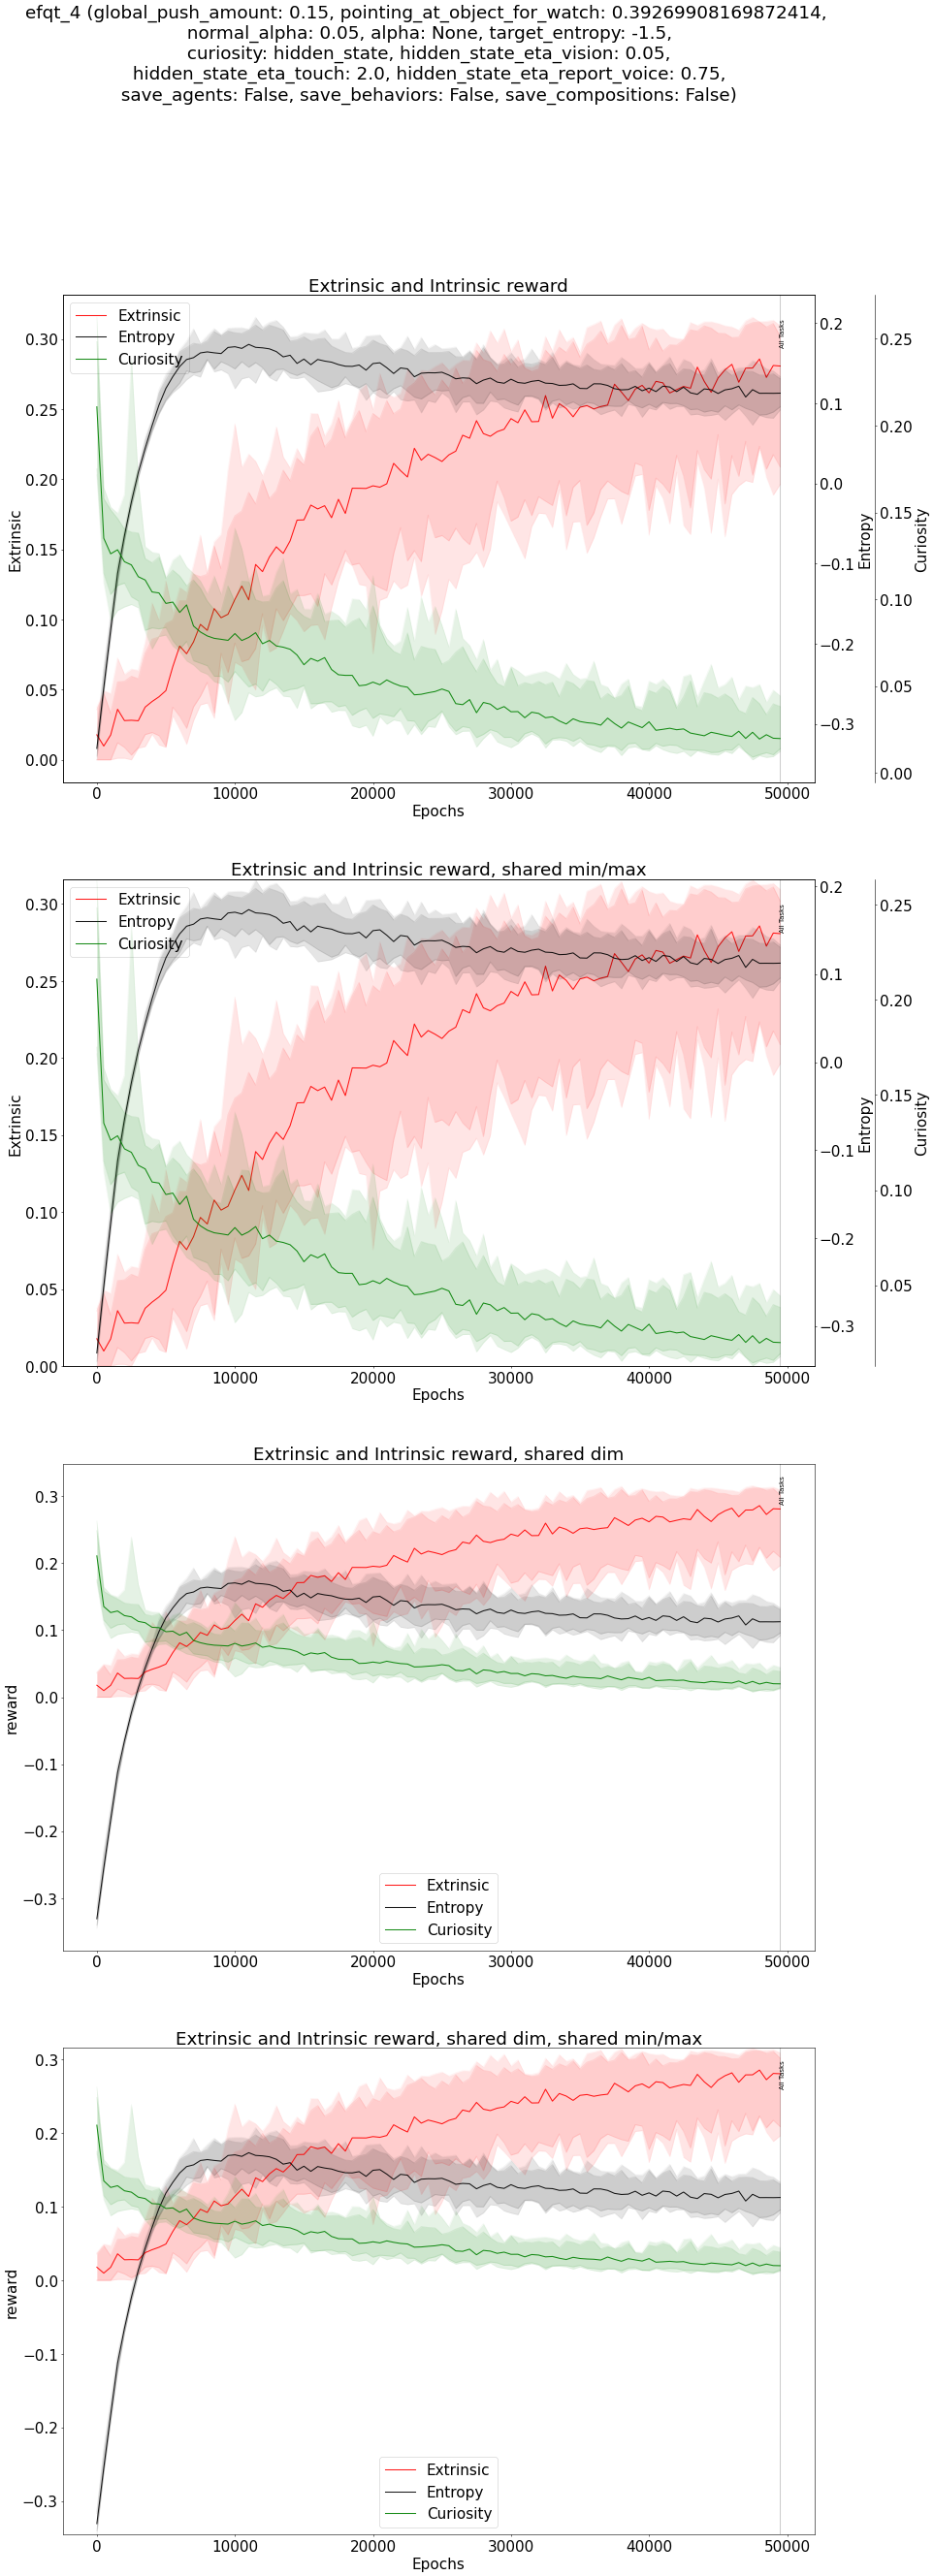 efqt_4 (global_push_amount: 0.15, pointing_at_object_for_watch: 0.39269908169872414,
normal_alpha: 0.05, alpha: None, target_entropy: -1.5,
curiosity: hidden_state, hidden_state_eta_vision: 0.05,
hidden_state_eta_touch: 2.0, hidden_state_eta_report_voice: 0.75,
save_agents: False, save_behaviors: False, save_compositions: False)
Extrinsic and Intrinsic reward
Extrinsic
Entropy
Curiosity
All Tasks
0.30
0.25
0.20
0.15
0.10
0.05
0.00
Extrinsic
0.2
0.1
0.0
−0.1
−0.2
−0.3
Entropy
0.25
0.20
0.15
0.10
0.05
0.00
Curiosity
0 10000 20000 30000 40000 50000
Epochs
Extrinsic and Intrinsic reward, shared min/max
Extrinsic
Entropy
Curiosity
All Tasks
0.30
0.25
0.20
0.15
0.10
0.05
0.00
Extrinsic
0.2
0.1
0.0
−0.1
−0.2
−0.3
Entropy
0.25
0.20
0.15
0.10
0.05
Curiosity
0 10000 20000 30000 40000 50000
Epochs
Extrinsic and Intrinsic reward, shared dim
All Tasks
0.3
0.2
0.1
0.0
−0.1
−0.2
−0.3
reward
Extrinsic
Entropy
Curiosity
0 10000 20000 30000 40000 50000
Epochs
Extrinsic and Intrinsic reward, shared dim, shared min/max
All Tasks
0.3
0.2
0.1
0.0
−0.1
−0.2
−0.3
reward
Extrinsic
Entropy
Curiosity
0 10000 20000 30000 40000 50000
Epochs